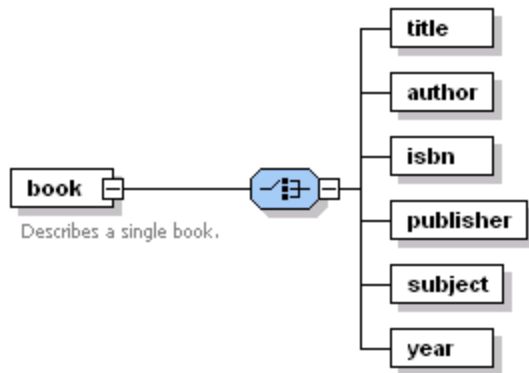 title
author
isbn
book
Describes a single book.
publisher
subject
year